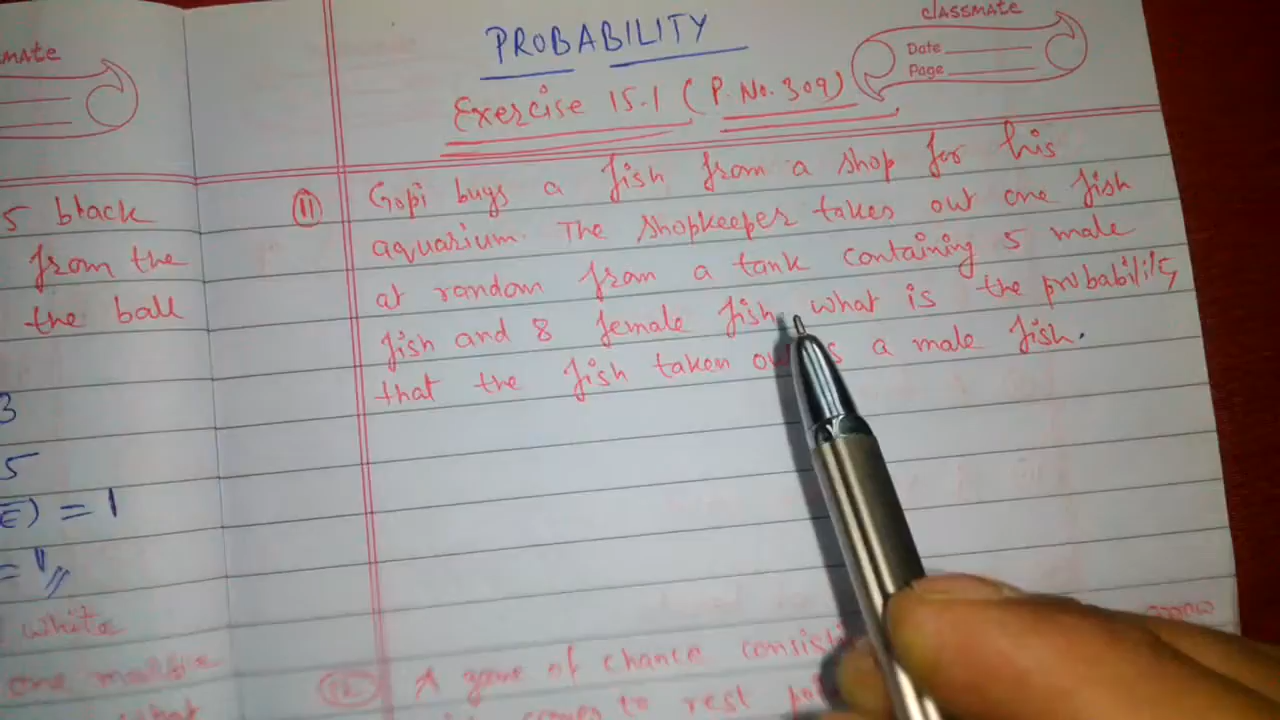 mate
classmate
Date
Page
PROBABILITY
Exercise 15.1 (P. No. 309)
5 black
from the
the ball
3
5
E) = 1
white
one
11 Gopi buys a fish from a shop for his
aquarium. The shopkeeper takes out one fish
at random from a tank containing 5 male
fish and 8 female fish. what is the probability
that the fish taken a male fish.
A game of chance
comes to rest